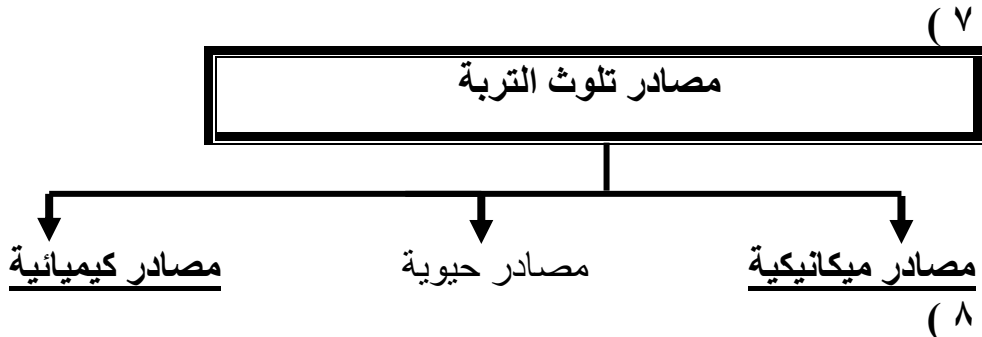 ٧ )
مصادر تلوث التربة
مصادر ميكانيكية مصادر حيوية مصادر كيميائية
٨ )